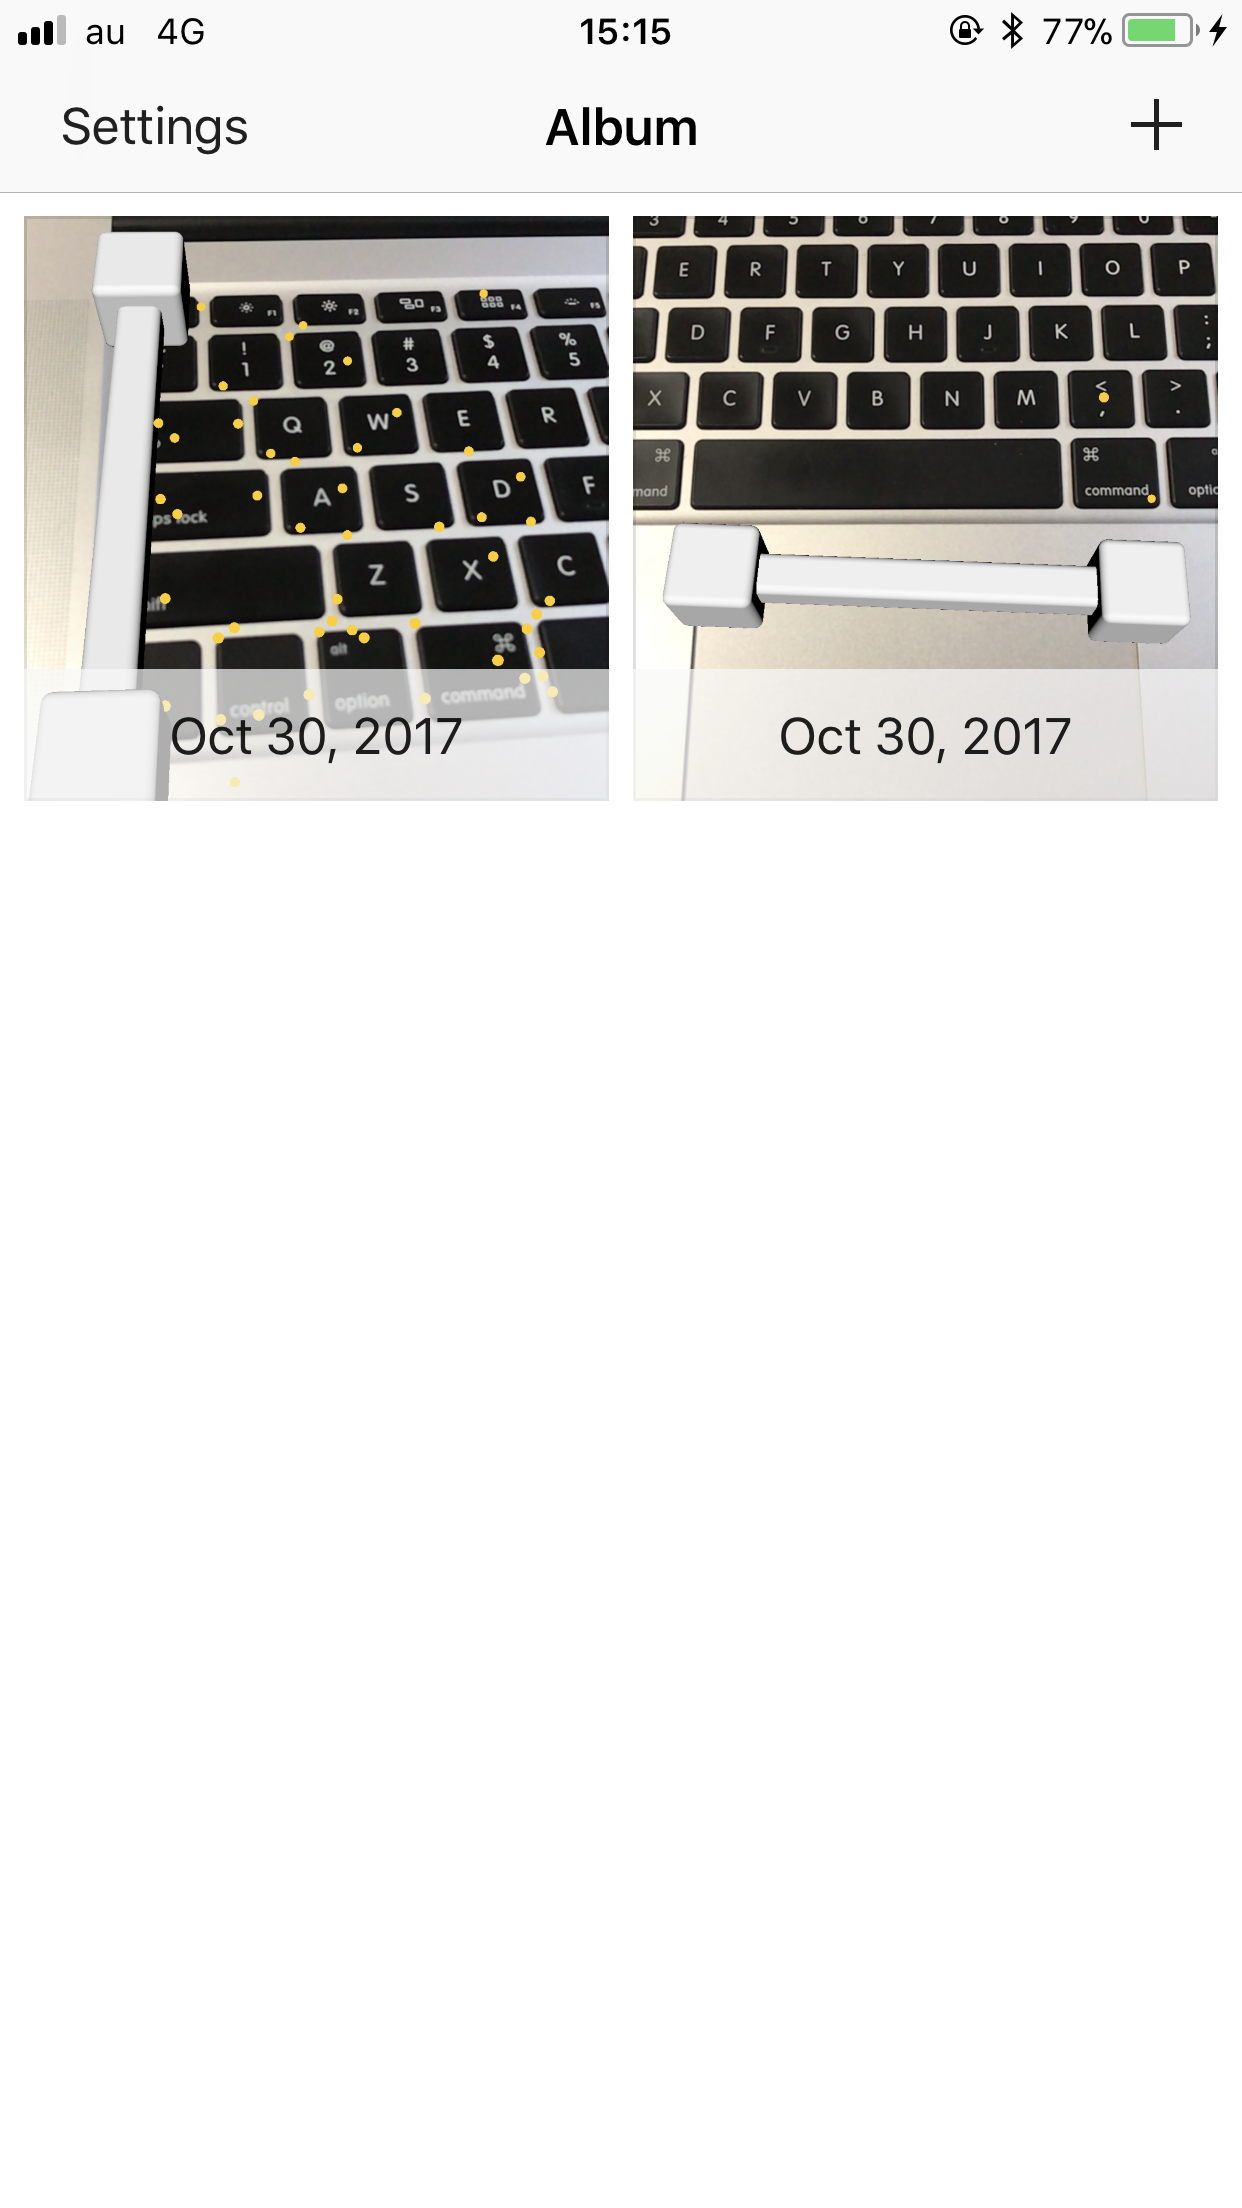 au 4G 15:15 77%
Settings Album +
F1 F2 F3 F4 F5
! @ # $ %
1 2 3 4 5
Q W E R
A S D F
ps lock
Z X C
alt ⌘
control option command
Oct 30, 2017
3 4 5 6 7 8 9 0
E R T Y U I O P
D F G H J K L : ;
X C V B N M < , > .
⌘ ⌘
mand command optio
Oct 30, 2017